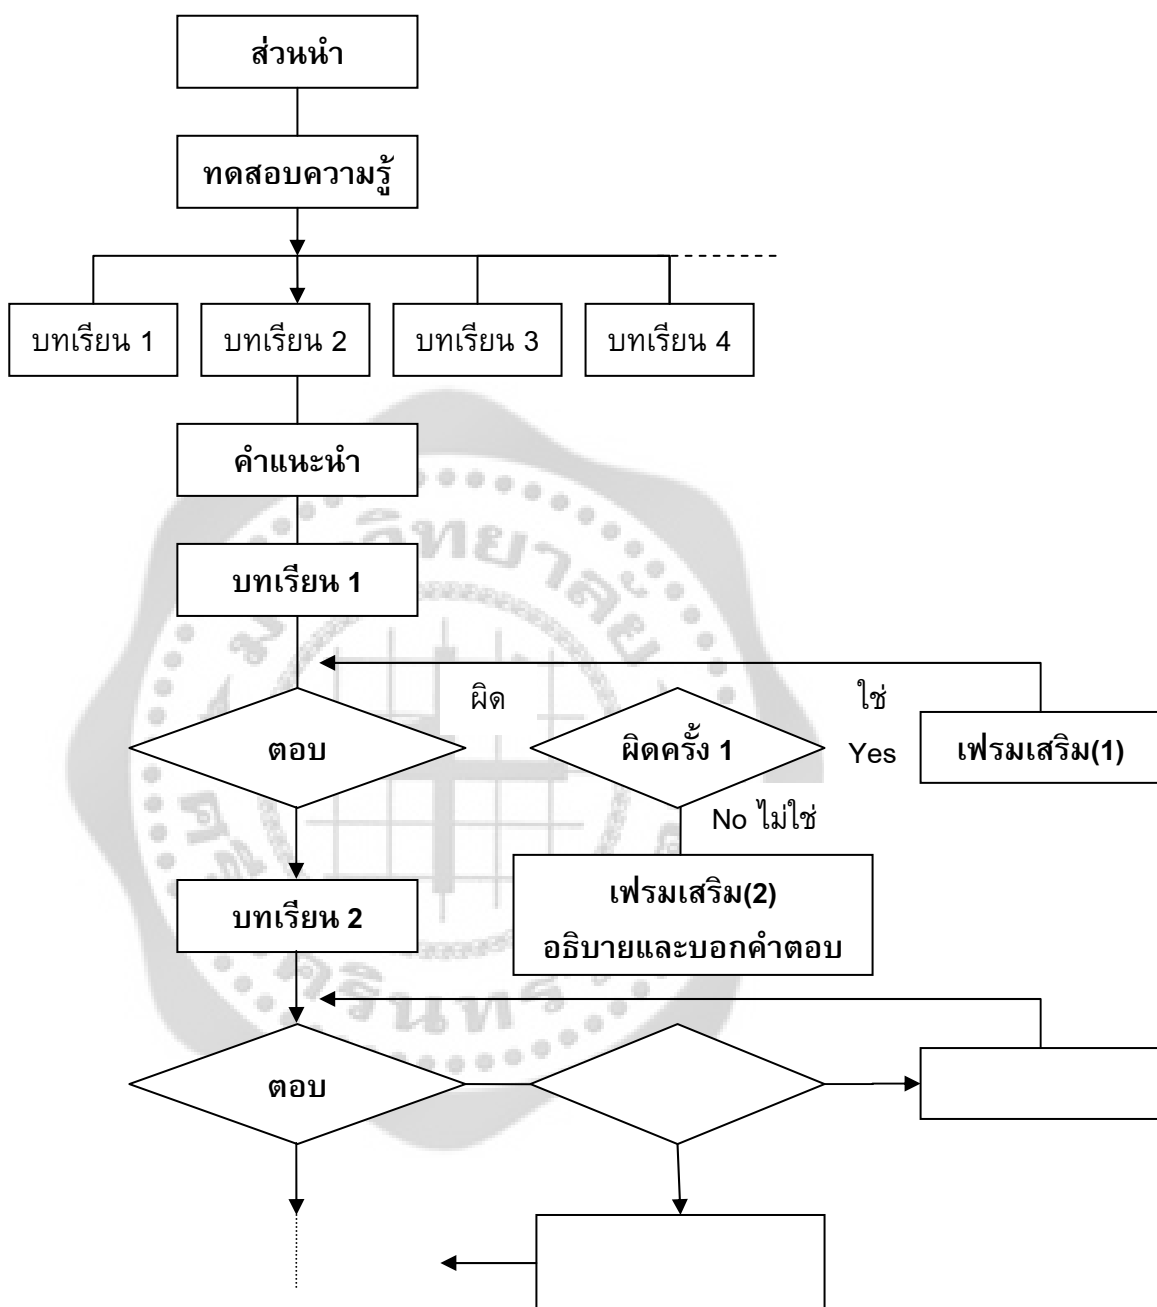 ส่วนนำ
ทดสอบความรู้
บทเรียน 1
บทเรียน 2
บทเรียน 3
บทเรียน 4
คำแนะนำ
บทเรียน 1
ตอบ
ผิด
ผิดครั้ง 1
ใช่
Yes
เฟรมเสริม(1)
No ไม่ใช่
บทเรียน 2
เฟรมเสริม(2)
อธิบายและบอกคำตอบ
ตอบ